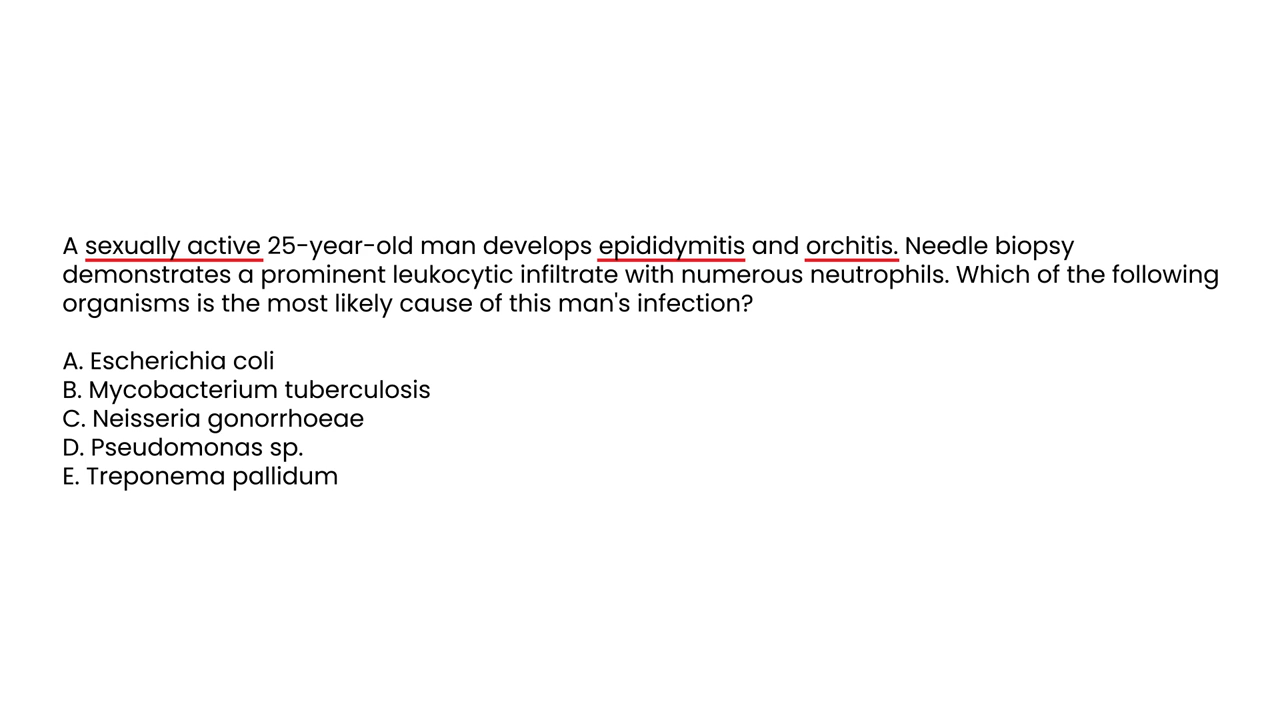 A sexually active 25-year-old man develops epididymitis and orchitis. Needle biopsy
demonstrates a prominent leukocytic infiltrate with numerous neutrophils. Which of the following
organisms is the most likely cause of this man's infection?
A. Escherichia coli
B. Mycobacterium tuberculosis
C. Neisseria gonorrhoeae
D. Pseudomonas sp.
E. Treponema pallidum